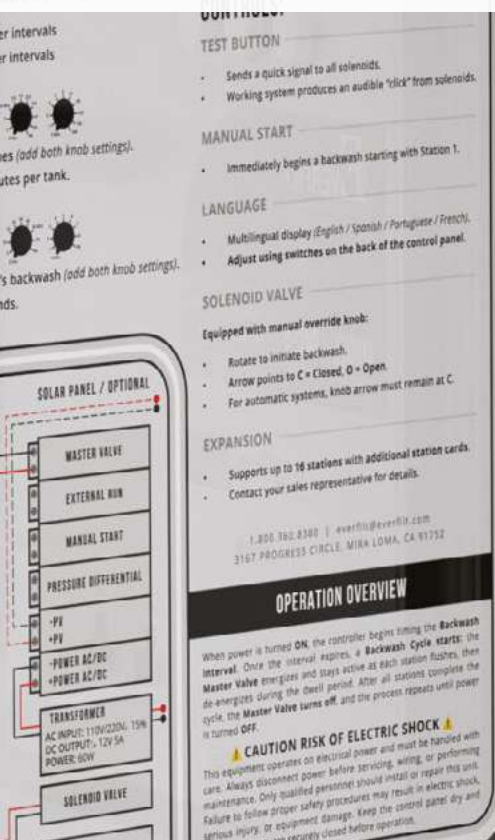 er intervals
er intervals
es (add both knob settings).
utes per tank.
's backwash (add both knob settings).
nds.
CONTROLS:
TEST BUTTON
Sends a quick signal to all solenoids.
Working system produces an audible "click" from solenoids.
MANUAL START
Immediately begins a backwash starting with Station 1.
LANGUAGE
Multilingual display (English / Spanish / Portuguese / French).
Adjust using switches on the back of the control panel.
SOLENOID VALVE
Equipped with manual override knob:
Rotate to initiate backwash.
Arrow points to C = Closed, O = Open.
For automatic systems, knob arrow must remain at C.
EXPANSION
Supports up to 16 stations with additional station cards.
Contact your sales representative for details.
1.800.360.8380 | everfilt@everfilt.com
3167 PROGRESS CIRCLE, MIRA LOMA, CA 91752
SOLAR PANEL / OPTIONAL
MASTER VALVE
EXTERNAL RUN
MANUAL START
PRESSURE DIFFERENTIAL
-PV
+PV
-POWER AC/DC
+POWER AC/DC
TRANSFORMER
AC INPUT: 110V/220V, 15%
DC OUTPUT:. 12V 5A
POWER: 60W
SOLENOID VALVE
OPERATION OVERVIEW
When power is turned ON, the controller begins timing the Backwash
Interval. Once the interval expires, a Backwash Cycle starts: the
Master Valve energizes and stays active as each station flushes, then
de-energizes during the dwell period. After all stations complete the
cycle, the Master Valve turns off, and the process repeats until power
is turned OFF.
CAUTION RISK OF ELECTRIC SHOCK
This equipment operates on electrical power and must be handled with
care. Always disconnect power before servicing, wiring, or performing
maintenance. Only qualified personnel should install or repair this unit.
Failure to follow proper safety procedures may result in electric shock,
serious injury, or equipment damage. Keep the control panel dry and
securely closed before operation.